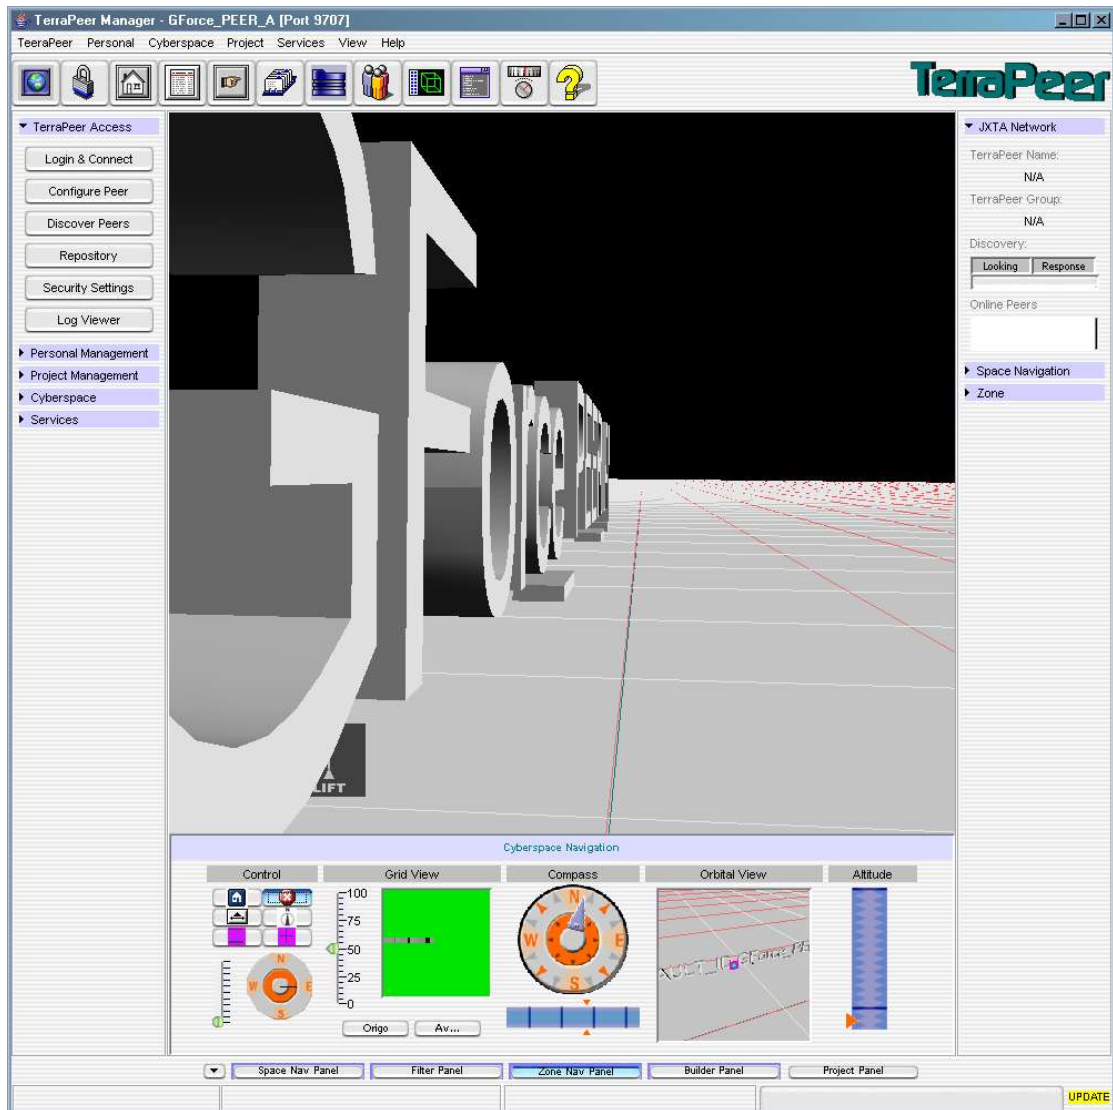 TerraPeer Manager - GForce_PEER_A [Port 9707]
TeeraPeer Personal Cyberspace Project Services View Help
TerraPeer
TerraPeer Access
Login & Connect
Configure Peer
Discover Peers
Repository
Security Settings
Log Viewer
Personal Management
Project Management
Cyberspace
Services
LIFT
JXTA Network
TerraPeer Name:
N/A
TerraPeer Group:
N/A
Discovery:
Looking Response
Online Peers
Space Navigation
Zone
Cyberspace Navigation
Control Grid View Compass Orbital View Altitude
100
75
50
25
0
N
W E
S
N
W E
S
Origo Av...
Space Nav Panel Filter Panel Zone Nav Panel Builder Panel Project Panel
UPDATE